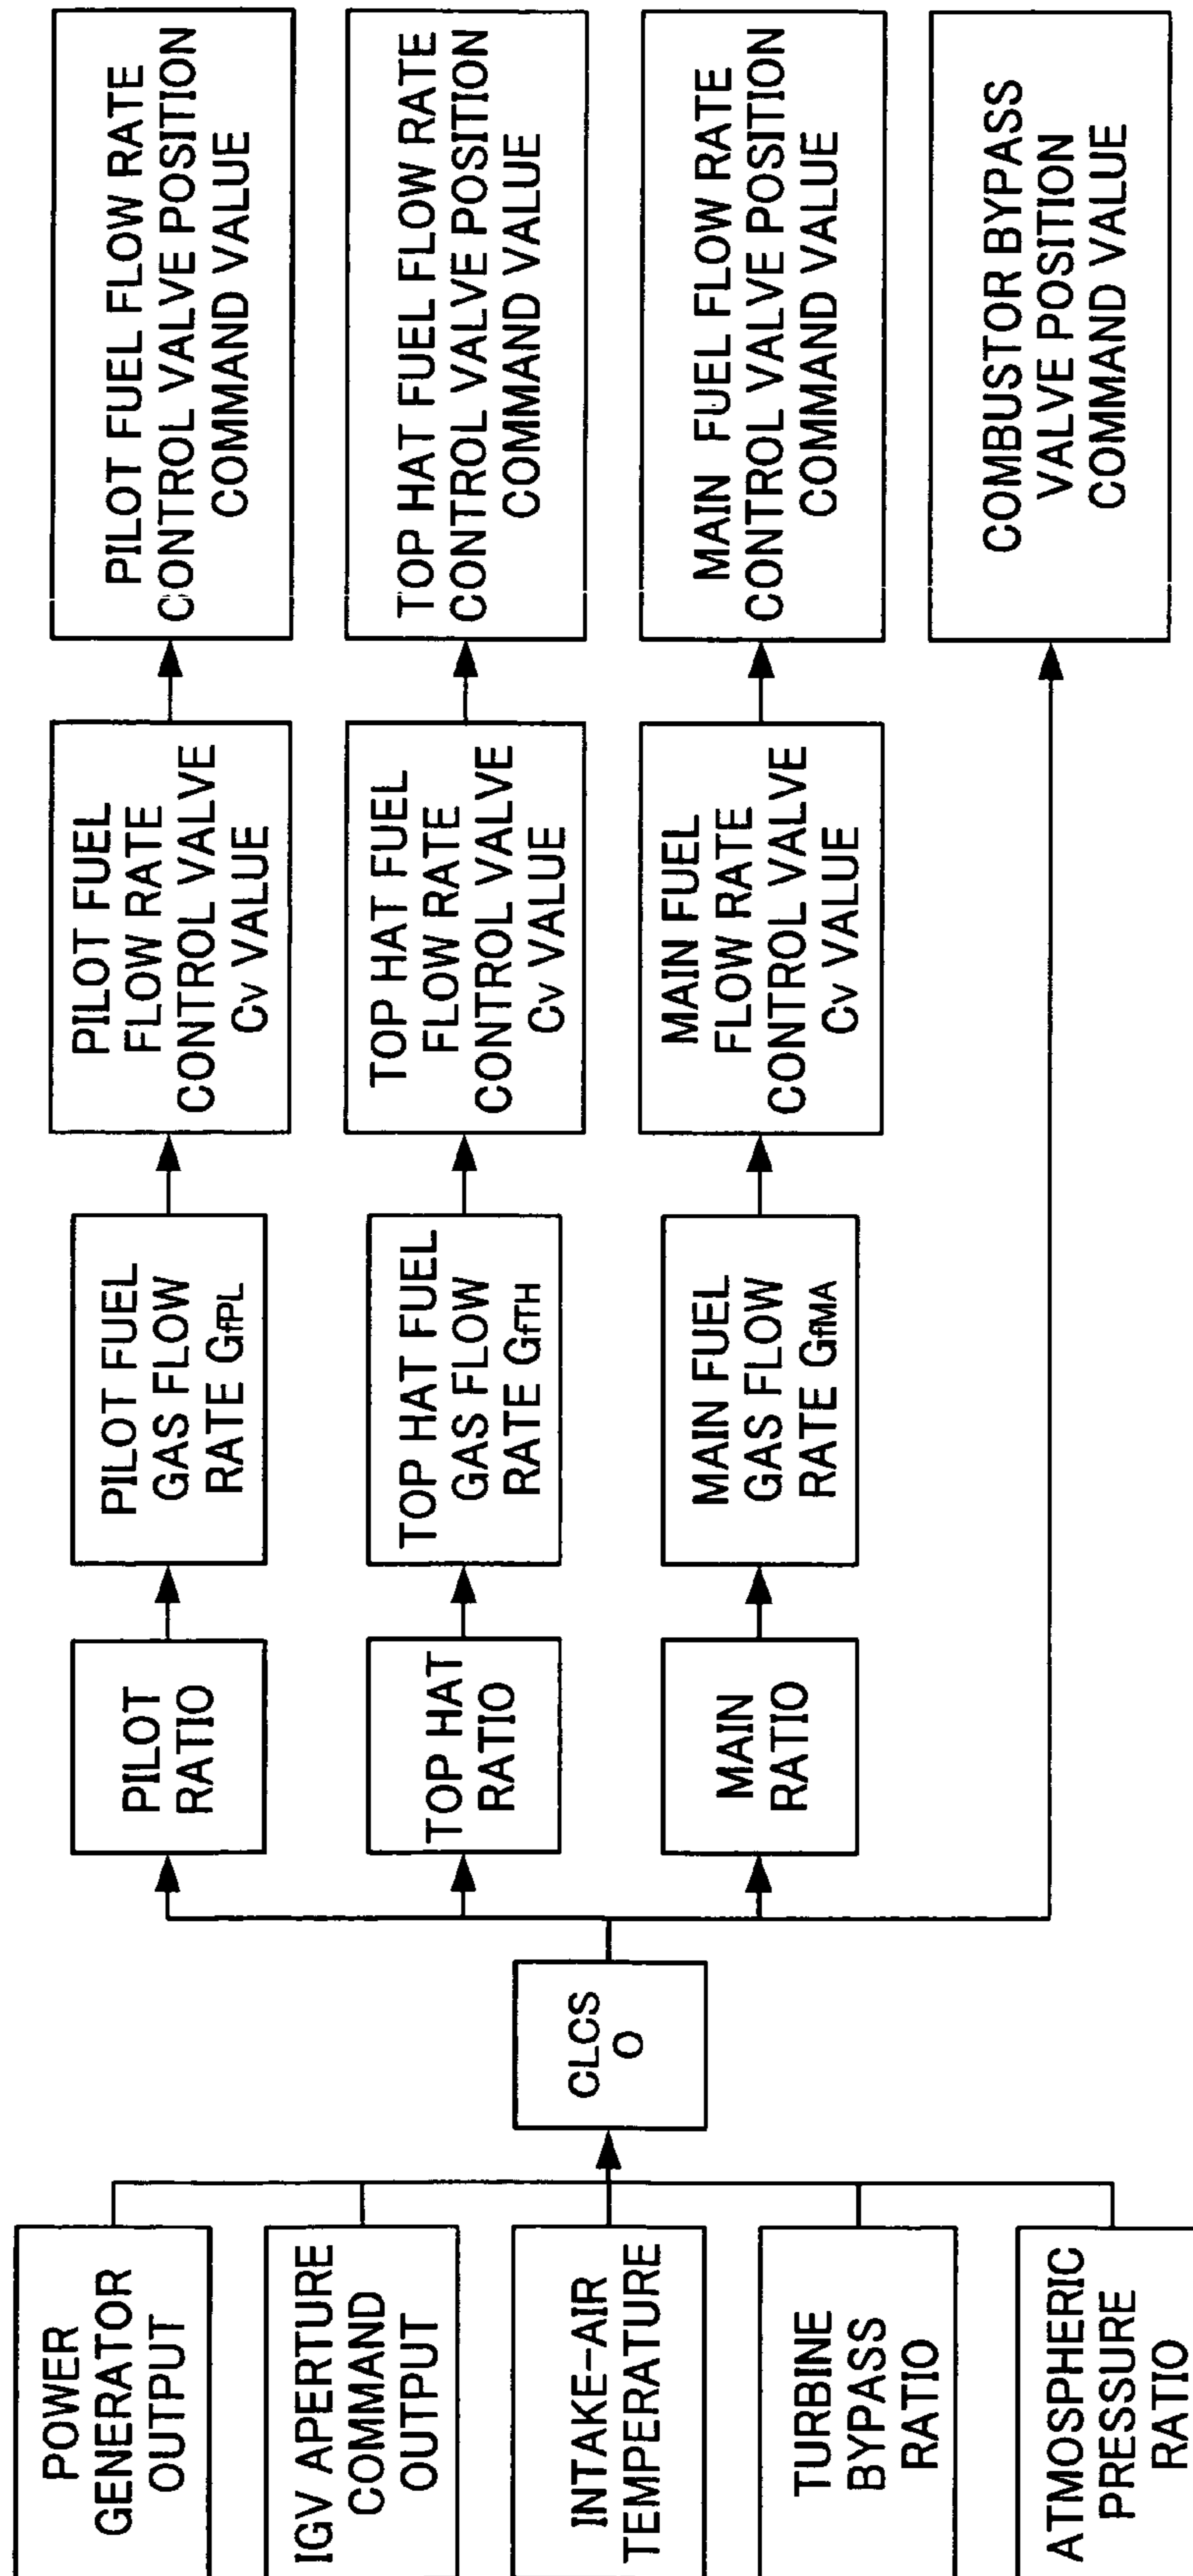 POWER
GENERATOR
OUTPUT
IGV APERTURE
COMMAND
OUTPUT
INTAKE-AIR
TEMPERATURE
TURBINE
BYPASS
RATIO
ATMOSPHERIC
PRESSURE
RATIO
CLCS
O
PILOT
RATIO
PILOT FUEL
GAS FLOW
RATE GfPL
PILOT FUEL
FLOW RATE
CONTROL VALVE
CV VALUE
PILOT FUEL FLOW RATE
CONTROL VALVE POSITION
COMMAND VALUE
TOP HAT
RATIO
TOP HAT FUEL
GAS FLOW
RATE GfTH
TOP HAT FUEL
FLOW RATE
CONTROL VALVE
CV VALUE
TOP HAT FUEL FLOW RATE
CONTROL VALVE POSITION
COMMAND VALUE
MAIN
RATIO
MAIN FUEL
GAS FLOW
RATE GfMA
MAIN FUEL
FLOW RATE
CONTROL VALVE
CV VALUE
MAIN FUEL FLOW RATE
CONTROL VALVE POSITION
COMMAND VALUE
COMBUSTOR BYPASS
VALVE POSITION
COMMAND VALUE